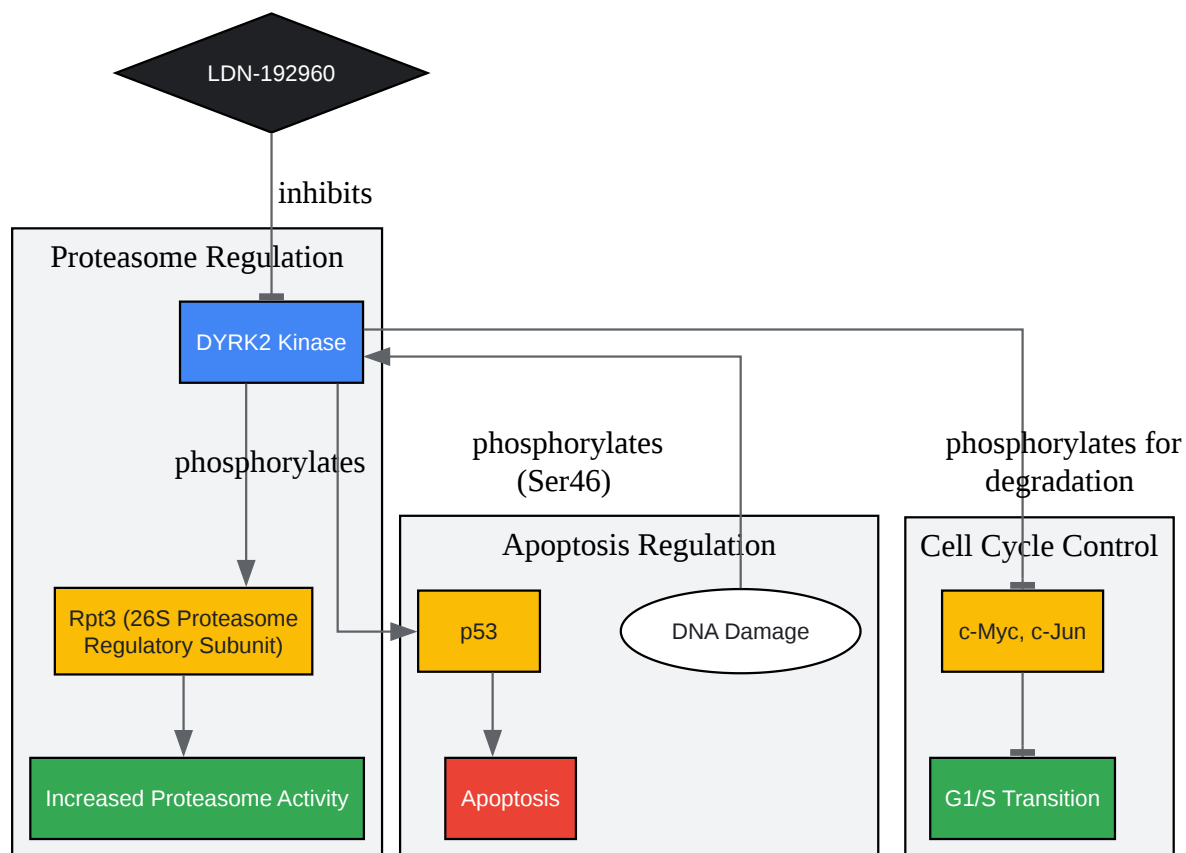 LDN-192960
inhibits
Proteasome Regulation
DYRK2 Kinase
phosphorylates
phosphorylates
(Ser46)
phosphorylates for
degradation
Apoptosis Regulation
Cell Cycle Control
Rpt3 (26S Proteasome
Regulatory Subunit)
p53
DNA Damage
c-Myc, c-Jun
Increased Proteasome Activity
Apoptosis
G1/S Transition